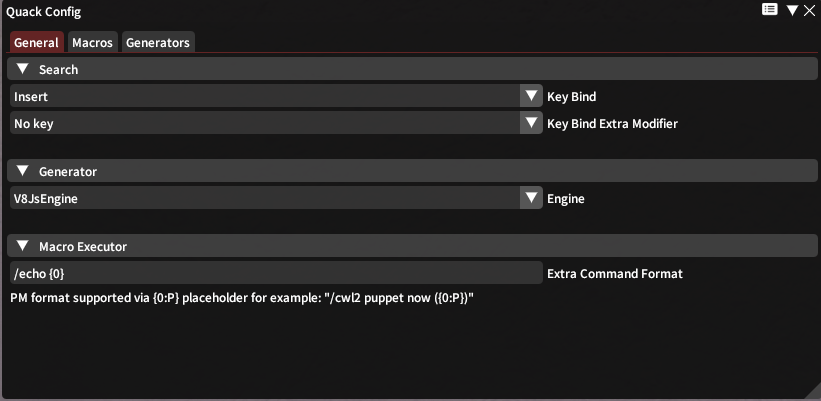 Quack Config
General Macros Generators
Search
Insert Key Bind
No key Key Bind Extra Modifier
Generator
V8JsEngine Engine
Macro Executor
/echo {0} Extra Command Format
PM format supported via {0:P} placeholder for example: "/cwl2 puppet now ({0:P})"